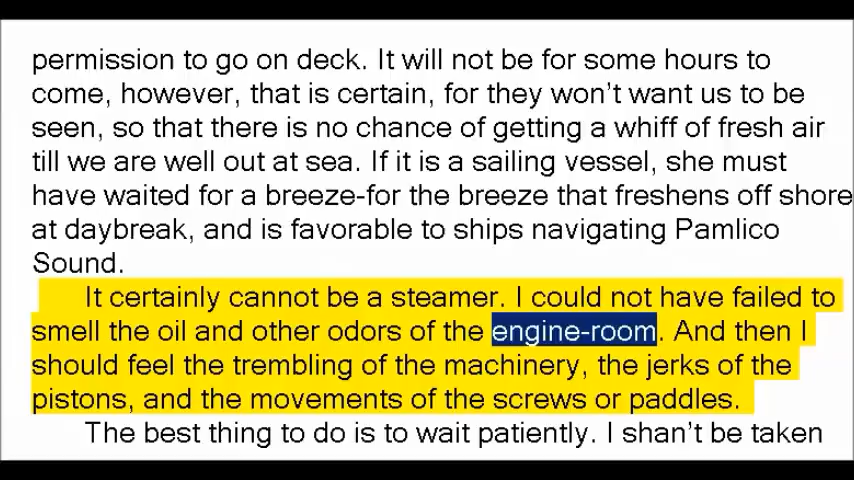 permission to go on deck. It will not be for some hours to
come, however, that is certain, for they won't want us to be
seen, so that there is no chance of getting a whiff of fresh air
till we are well out at sea. If it is a sailing vessel, she must
have waited for a breeze-for the breeze that freshens off shore
at daybreak, and is favorable to ships navigating Pamlico
Sound.
It certainly cannot be a steamer. I could not have failed to
smell the oil and other odors of the engine-room. And then I
should feel the trembling of the machinery, the jerks of the
pistons, and the movements of the screws or paddles.
The best thing to do is to wait patiently. I shan't be taken